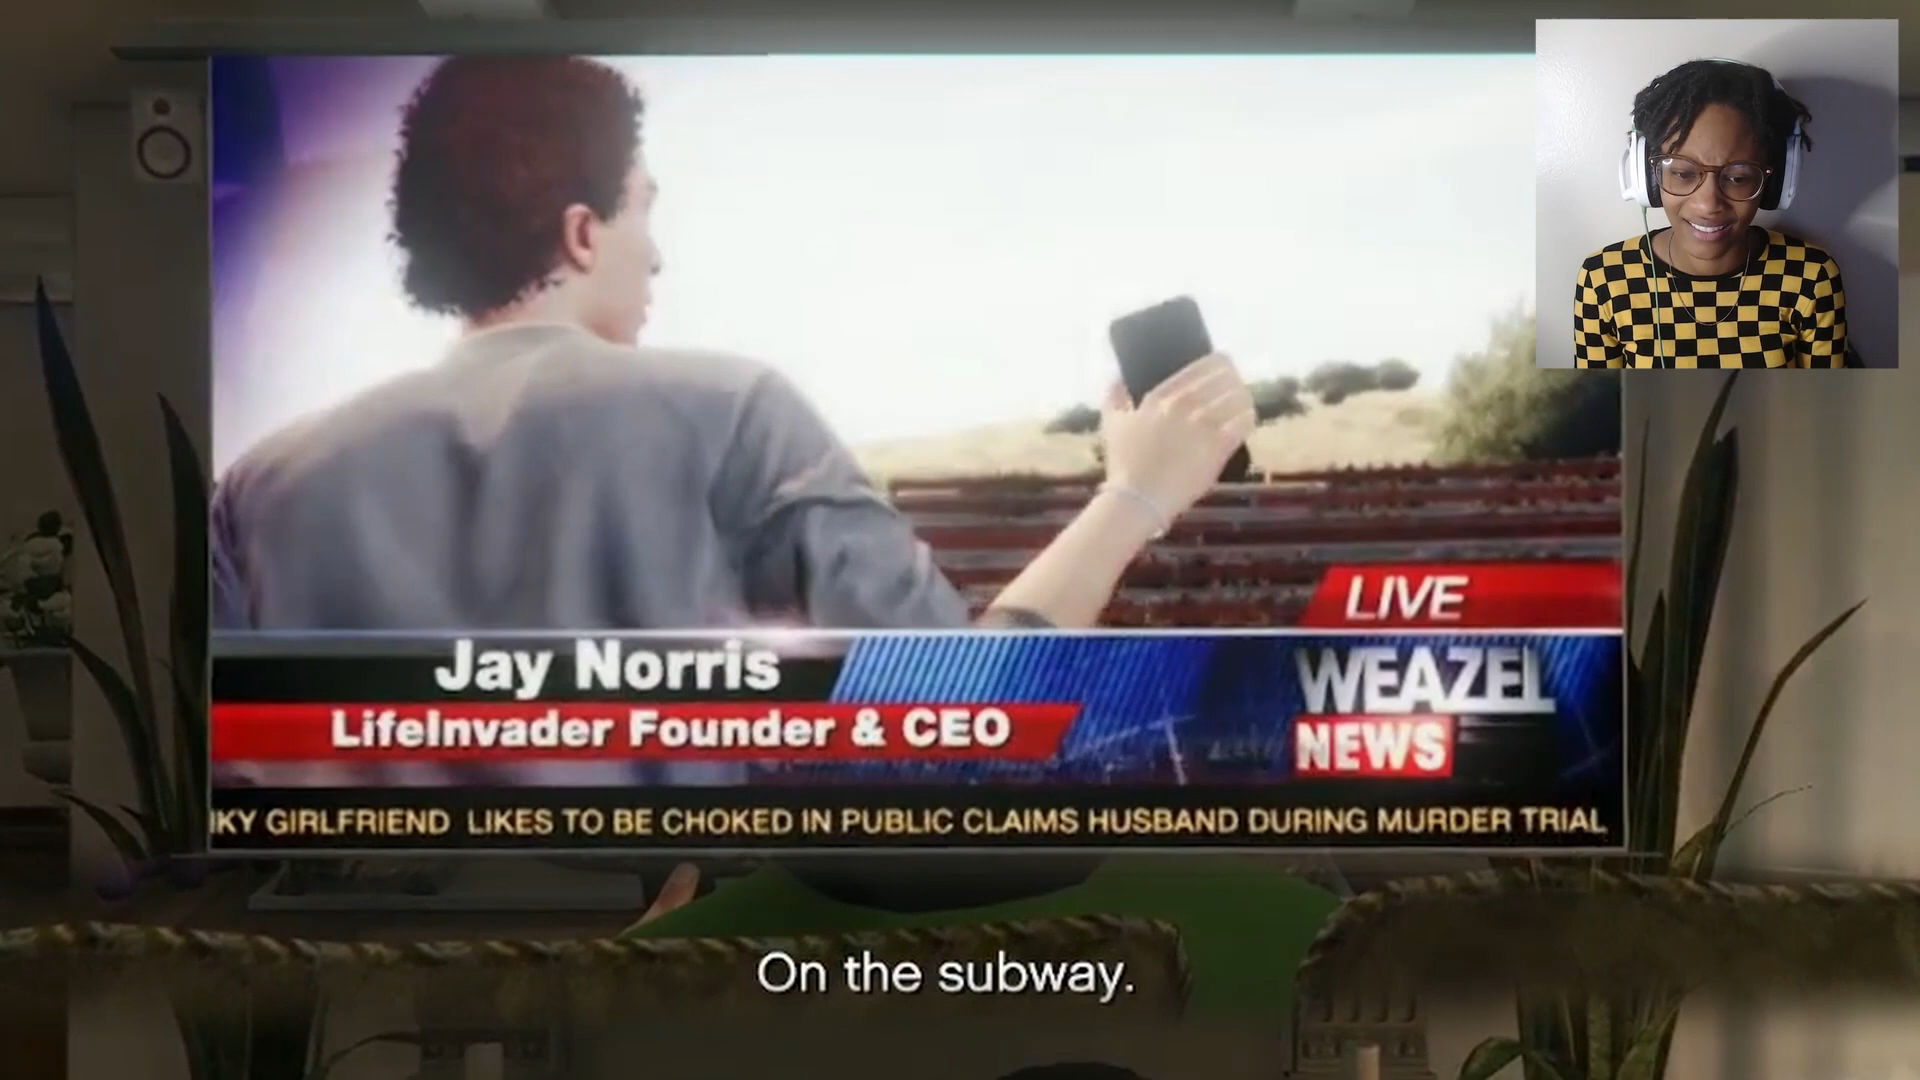 LIVE
Jay Norris
LifeInvader Founder & CEO
WEAZEL
NEWS
KY GIRLFRIEND LIKES TO BE CHOKED IN PUBLIC CLAIMS HUSBAND DURING MURDER TRIAL
On the subway.